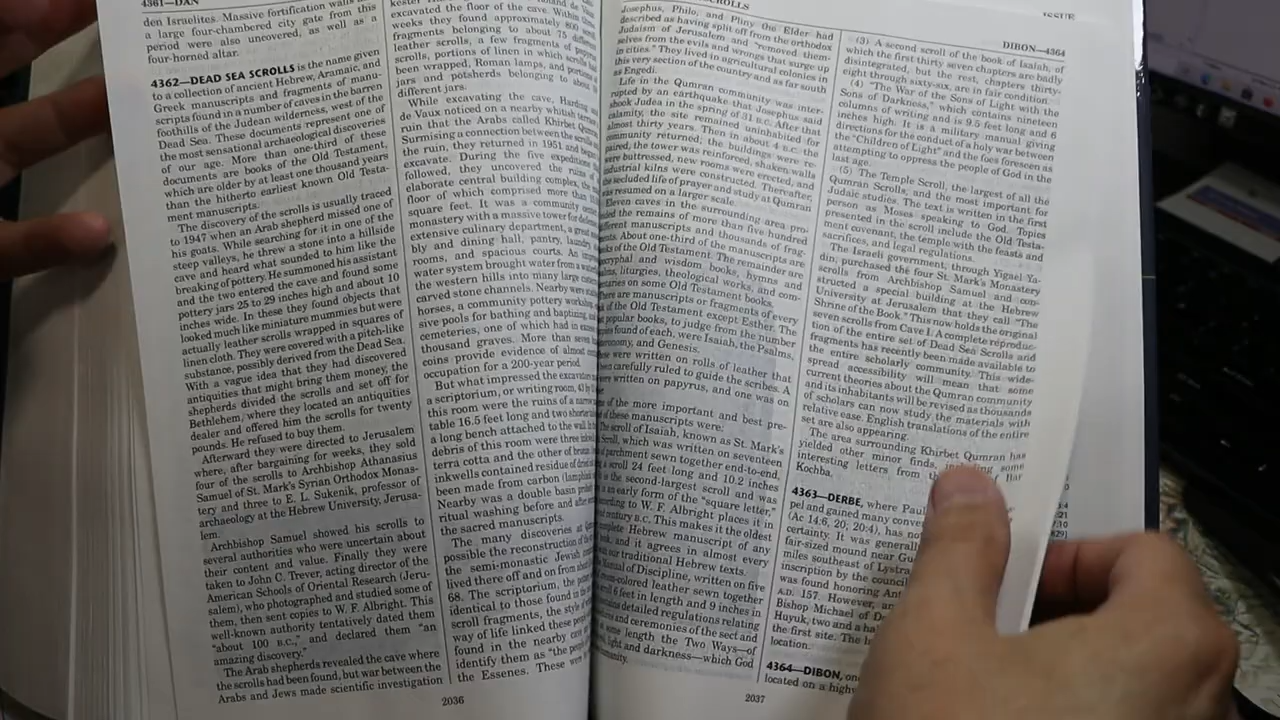 4361—DAN
den Israelites. Massive fortification walls and
a large four-chambered city gate from this
period were also uncovered, as well as a
four-horned altar.
4362—DEAD SEA SCROLLS is the name given
to a collection of ancient Hebrew, Aramaic, and
Greek manuscripts and fragments of manu-
scripts found in a number of caves in the barren
foothills of the Judean wilderness, west of the
Dead Sea. These documents represent one of
the most sensational archaeological discoveries
of our age. More than one-third of these
documents are books of the Old Testament,
which are older by at least one thousand years
than the hitherto earliest known Old Testa-
ment manuscripts.
The discovery of the scrolls is usually traced
to 1947 when an Arab shepherd missed one of
his goats. While searching for it in one of the
steep valleys, he threw a stone into a hillside
cave and heard what sounded to him like the
breaking of pottery. He summoned his assistant
and the two entered the cave and found some
pottery jars 25 to 29 inches high and about 10
inches wide. In these they found objects that
looked much like miniature mummies but were
actually leather scrolls wrapped in squares of
linen cloth. They were covered with a pitch-like
substance, possibly derived from the Dead Sea.
With a vague idea that they had discovered
antiquities that might bring them money, the
shepherds divided the scrolls and set off for
Bethlehem, where they located an antiquities
dealer and offered him the scrolls for twenty
pounds. He refused to buy them.
Afterward they were directed to Jerusalem
where, after bargaining for weeks, they sold
four of the scrolls to Archbishop Athanasius
Samuel of St. Mark's Syrian Orthodox Monas-
tery and three to E. L. Sukenik, professor of
archaeology at the Hebrew University, Jerusa-
lem.
Archbishop Samuel showed his scrolls to
several authorities who were uncertain about
their content and value. Finally they were
taken to John C. Trever, acting director of the
American Schools of Oriental Research (Jeru-
salem), who photographed and studied some of
them, then sent copies to W. F. Albright. This
well-known authority tentatively dated them
"about 100 B.C.," and declared them "an
amazing discovery."
The Arab shepherds revealed the cave where
the scrolls had been found, but war between the
Arabs and Jews made scientific investigation
excavated the floor of the cave. Within
weeks they found approximately 800
fragments belonging to about 75 different
leather scrolls, a few fragments of
scrolls, portions of linen in which scrolls
been wrapped, Roman lamps, and portions
jars and potsherds belonging to about
different jars.
While excavating the cave, Harding
de Vaux noticed on a nearby
ruin that the Arabs called Khirbet
Surmising a connection between the
the ruin, they returned in 1951 and
excavate. During the five expeditions
followed, they uncovered the ruins
elaborate central building complex, the
floor of which comprised more than
square feet. It was a community
monastery with a massive tower for
extensive culinary department, a
bly and dining hall, pantry, laundry
rooms, and spacious courts. An
water system brought water from a
the western hills into many large
carved stone channels. Nearby were
horses, a community pottery workshop,
sive pools for bathing and baptizing,
cemeteries, one of which had in
thousand graves. More than
coins provide evidence of almost
occupation for a 200-year period.
But what impressed the excavators
a scriptorium, or writing room,
this room were the ruins of a
table 16.5 feet long and two shorter
a long bench attached to the wall.
debris of this room were three
terra cotta and the other of bronze.
inkwells contained residue of dried
been made from carbon
Nearby was a double basin
ritual washing before and after
the sacred manuscripts.
The many discoveries at
possible the reconstruction of
the semi-monastic Jewish
lived there off and on from about
68. The scriptorium, the
identical to those found in the
scroll fragments, the style of
way of life linked these people
found in the nearby
identify them as "the people
the Essenes. These were
2036
SCROLLS
Josephus, Philo, and Pliny the Elder had
described as having split off from the orthodox
Judaism of Jerusalem and "removed them-
selves from the evils and wrongs that surge up
in cities." They lived in agricultural colonies in
this very section of the country and as far south
as Engedi.
Life in the Qumran community was inter-
rupted by an earthquake that Josephus said
shook Judea in the spring of 31 B.C. After that
calamity, the site remained uninhabited for
almost thirty years. Then in about 4 B.C. the
community returned, the buildings were re-
paired, the tower was reinforced, shaken walls
were buttressed, new rooms were erected, and
industrial kilns were constructed. Thereafter,
the secluded life of prayer and study at Qumran
was resumed on a larger scale.
Eleven caves in the surrounding area pro-
the remains of more than five hundred
different manuscripts and thousands of frag-
About one-third of the manuscripts are
of the Old Testament. The remainder are
and wisdom books, hymns and
liturgies, theological works, and com-
mentaries on some Old Testament books.
There are manuscripts or fragments of every
of the Old Testament except Esther. The
popular books, to judge from the number
found of each, were Isaiah, the Psalms,
and Genesis.
were written on rolls of leather that
been carefully ruled to guide the scribes. A
were written on papyrus, and one was on
of the more important and best pre-
of these manuscripts were:
The scroll of Isaiah, known as St. Mark's
Scroll, which was written on seventeen
of parchment sewn together end-to-end,
a scroll 24 feet long and 10.2 inches
is the second-largest scroll and was
in an early form of the "square letter,"
according to W. F. Albright places it in
century B.C. This makes it the oldest
complete Hebrew manuscript of any
book, and it agrees in almost every
our traditional Hebrew texts.
Manual of Discipline, written on five
cream-colored leather sewn together
6 feet in length and 9 inches in
contains detailed regulations relating
and ceremonies of the sect and
some length the Two Ways—of
light and darkness—which God
humanity.
2037
ISSUE
DIBON—4364
(3) A second scroll of the book of Isaiah, of
which the first thirty seven chapters are badly
disintegrated, but the rest, chapters thirty-
eight through sixty-six, are in fair condition.
(4) "The War of the Sons of Light with the
Sons of Darkness," which contains nineteen
columns of writing and is 9.5 feet long and 6
inches high. It is a military manual giving
directions for the conduct of a holy war between
the "Children of Light" and the foes foreseen as
attempting to oppress the people of God in the
last age.
(5) The Temple Scroll, the largest of all the
Qumran Scrolls, and the most important for
Judaic studies. The text is written in the first
person as Moses speaking to God. Topics
presented in the scroll include the Old Testa-
ment covenant, the temple with the feasts and
sacrifices, and legal regulations.
The Israeli government, through Yigael Ya-
din, purchased the four St. Mark's Monastery
scrolls from Archbishop Samuel and con-
structed a special building at the Hebrew
University at Jerusalem that they call "The
Shrine of the Book." This now holds the original
seven scrolls from Cave I. A complete reproduc-
tion of the entire set of Dead Sea Scrolls and
fragments has recently been made available to
the entire scholarly community. This wide-
spread accessibility will mean that some
current theories about the Qumran community
and its inhabitants will be revised as thousands
of scholars can now study the materials with
relative ease. English translations of the entire
set are also appearing.
The area surrounding Khirbet Qumran has
yielded other minor finds, including some
interesting letters from of Bar
Kochba.
4363—DERBE, where Paul
pel and gained many
(Ac 14:6, 20; 20:4), has not
certainty. It was generally
fair-sized mound near
miles southeast of Lystra
inscription by the council
was found honoring
A.D. 157. However, an
Bishop Michael of
Huyuk, two and a
the first site. The
location.
4364—DIBON,
located on a high